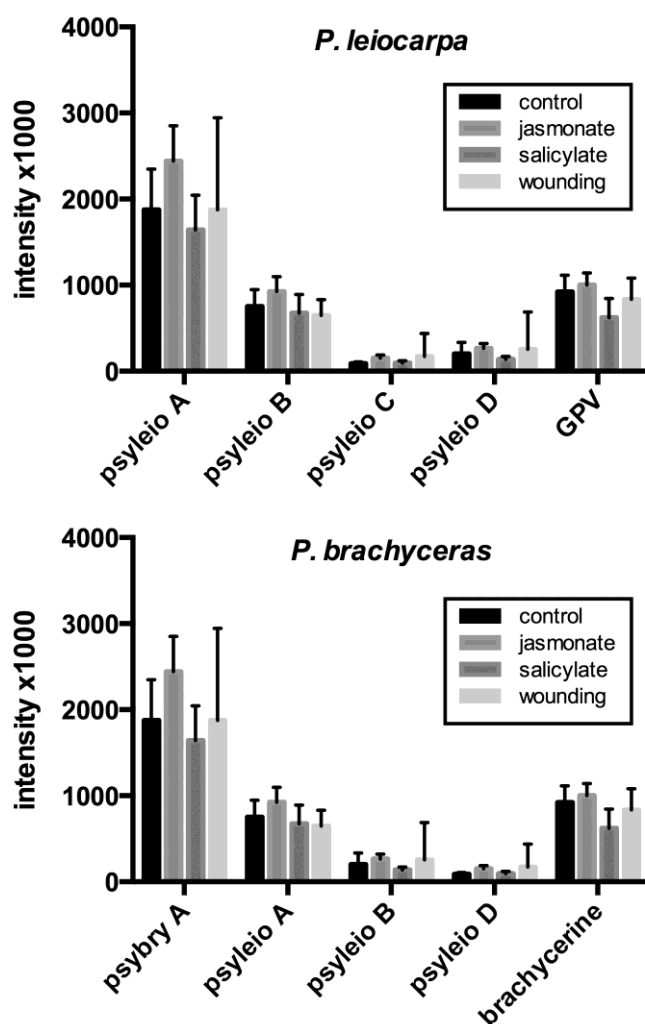 P. leiocarpa
4000
3000
2000
1000
0
intensity x1000
control
jasmonate
salicylate
wounding
psyleio A
psyleio B
psyleio C
psyleio D
GPV
P. brachyceras
4000
3000
2000
1000
0
intensity x1000
control
jasmonate
salicylate
wounding
psybry A
psyleio A
psyleio B
psyleio D
brachycerine